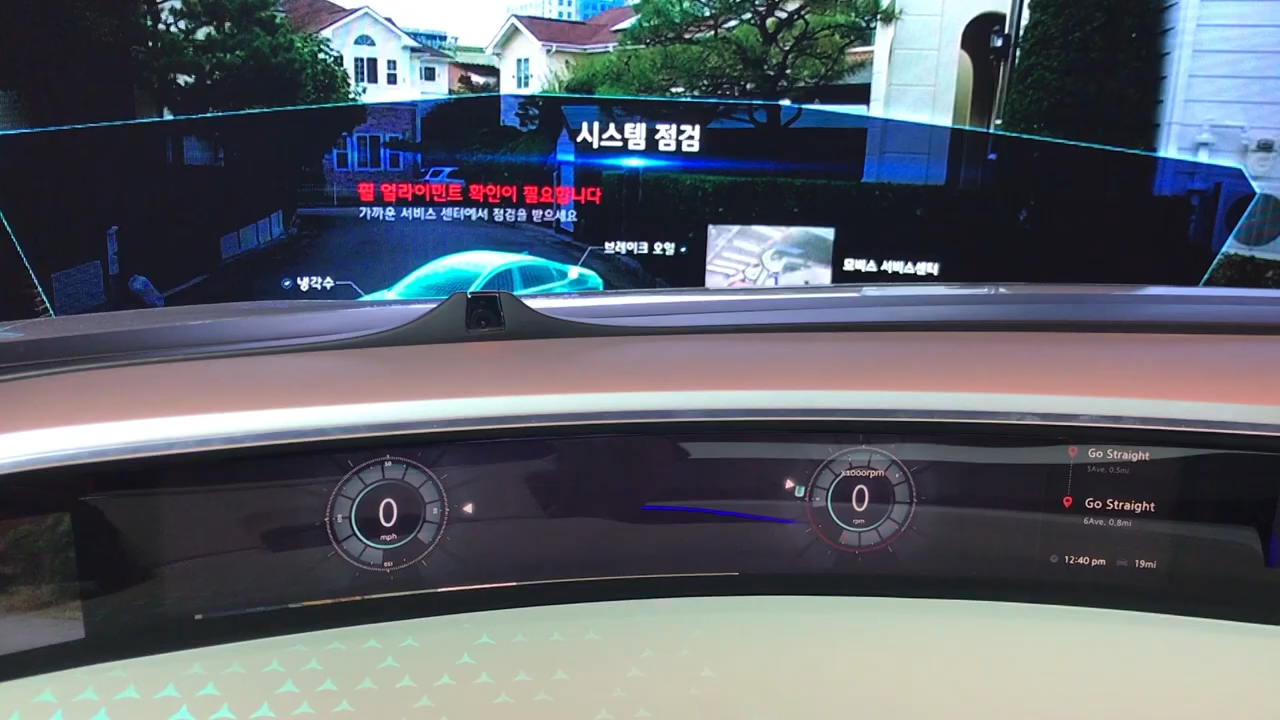 시스템 점검
휠 얼라이먼트 확인이 필요합니다
가까운 서비스 센터에서 점검을 받으세요
브레이크 오일
냉각수
모비스 서비스센터
0
mph
x1000rpm
0
rpm
Go Straight
5Ave, 0.5mi
Go Straight
6Ave, 0.8mi
12:40 pm
19mi